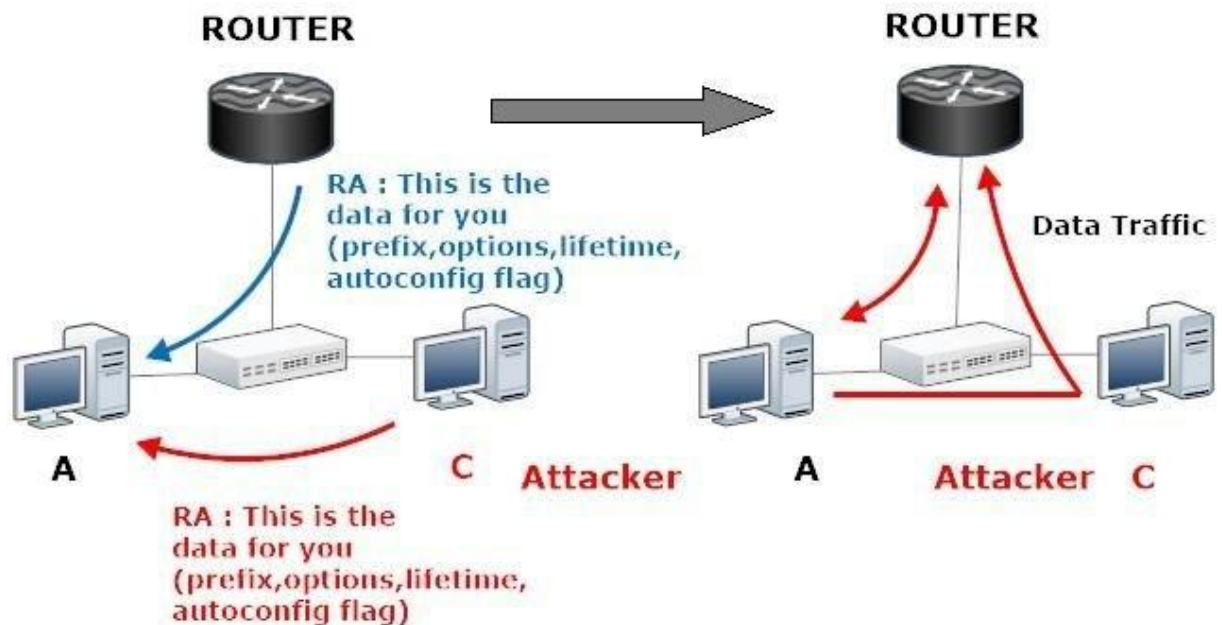 ROUTER
RA : This is the
data for you
(prefix,options,lifetime,
autoconfig flag)
A
C
Attacker
RA : This is the
data for you
(prefix,options,lifetime,
autoconfig flag)
ROUTER
Data Traffic
A
Attacker C